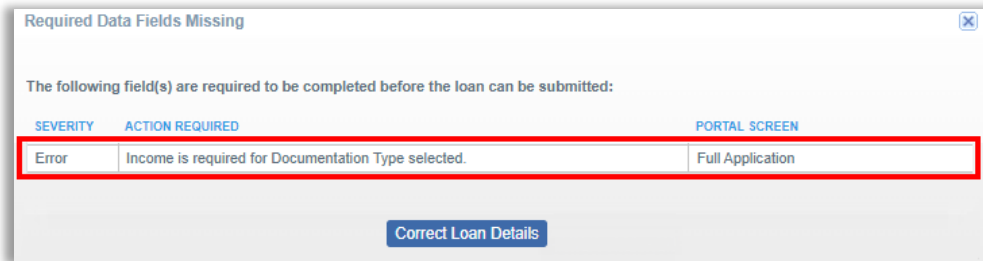 Required Data Fields Missing
The following field(s) are required to be completed before the loan can be submitted:
SEVERITY ACTION REQUIRED PORTAL SCREEN
Error Income is required for Documentation Type selected. Full Application
Correct Loan Details